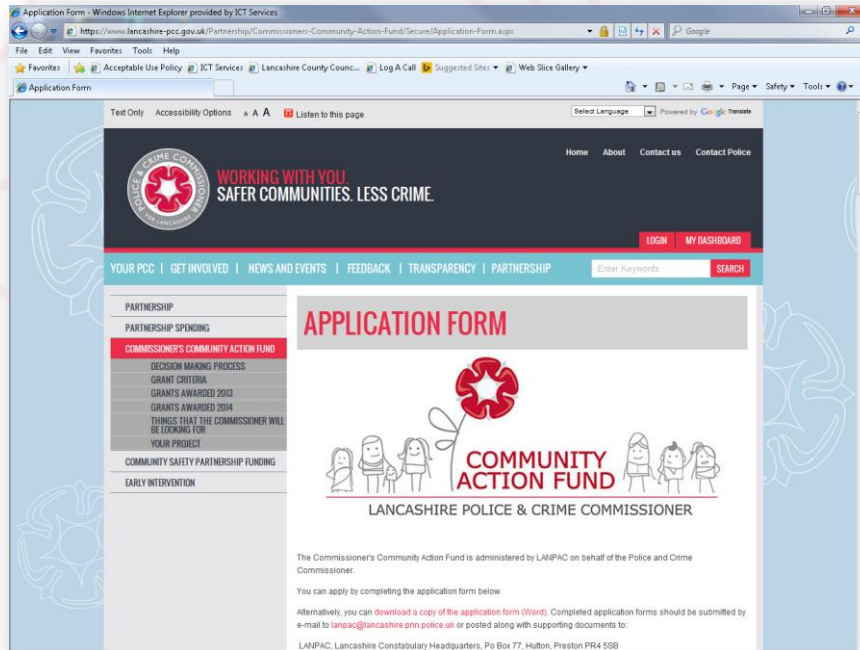 Application Form - Windows Internet Explorer provided by ICT Services
https://www.lancashire-pcc.gov.uk/Partnership/Commissioners-Community-Action-Fund/Secure/Application-Form.aspx
Google
File Edit View Favorites Tools Help
Favorites Acceptable Use Policy ICT Services Lancashire County Counc... Log A Call Suggested Sites Web Slice Gallery
Application Form
Page Safety Tools
Text Only Accessibility Options A A A Listen to this page
Select Language Powered by Google Translate
Home About Contact us Contact Police
POLICE & CRIME COMMISSIONER
FOR LANCASHIRE
WORKING WITH YOU.
SAFER COMMUNITIES. LESS CRIME.
LOGIN MY DASHBOARD
YOUR PCC | GET INVOLVED | NEWS AND EVENTS | FEEDBACK | TRANSPARENCY | PARTNERSHIP
Enter Keywords SEARCH
PARTNERSHIP
PARTNERSHIP SPENDING
COMMISSIONER'S COMMUNITY ACTION FUND
DECISION MAKING PROCESS
GRANT CRITERIA
GRANTS AWARDED 2013
GRANTS AWARDED 2014
THINGS THAT THE COMMISSIONER WILL
BE LOOKING FOR
YOUR PROJECT
COMMUNITY SAFETY PARTNERSHIP FUNDING
EARLY INTERVENTION
APPLICATION FORM
COMMUNITY
ACTION FUND
LANCASHIRE POLICE & CRIME COMMISSIONER
The Commissioner's Community Action Fund is administered by LANPAC on behalf of the Police and Crime
Commissioner.
You can apply by completing the application form below.
Alternatively, you can download a copy of the application form (Word). Completed application forms should be submitted by
e-mail to lanpac@lancashire.pnn.police.uk or posted along with supporting documents to:
LANPAC, Lancashire Constabulary Headquarters, Po Box 77, Hutton, Preston PR4 5SB